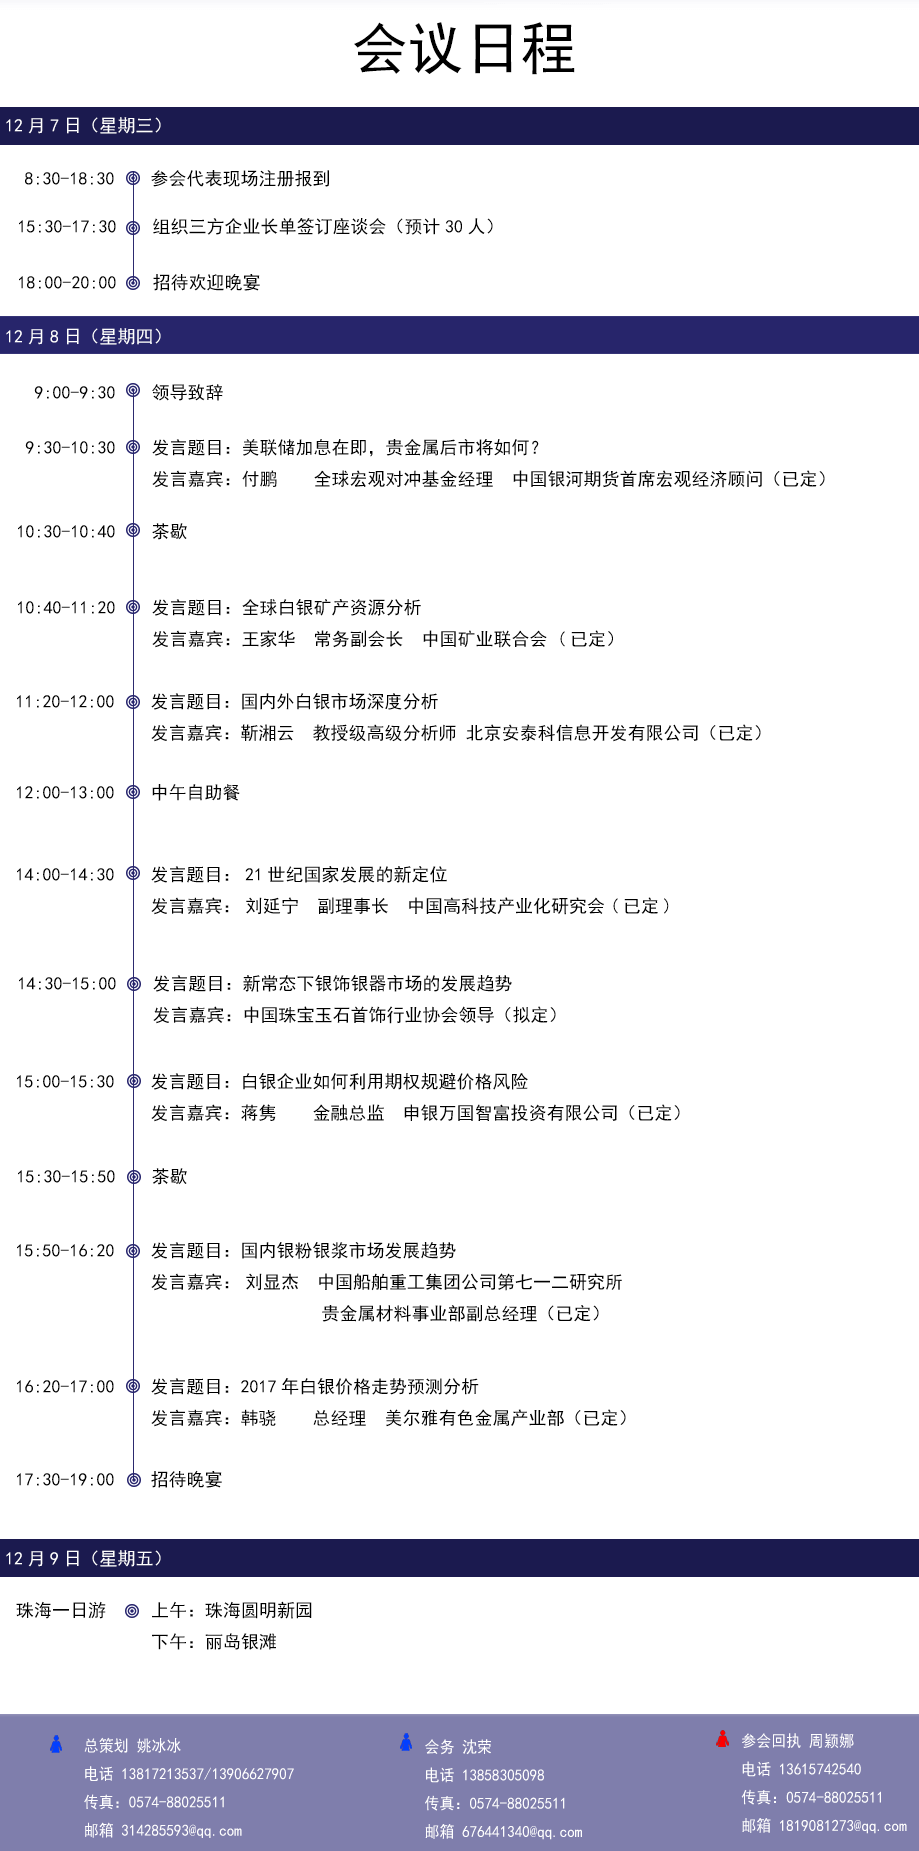 会议日程
12月7日（星期三）
8:30-18:30 参会代表现场注册报到
15:30-17:30 组织三方企业长单签订座谈会（预计30人）
18:00-20:00 招待欢迎晚宴
12月8日（星期四）
9:00-9:30 领导致辞
9:30-10:30 发言题目：美联储加息在即，贵金属后市将如何？
发言嘉宾：付鹏 全球宏观对冲基金经理 中国银河期货首席宏观经济顾问（已定）
10:30-10:40 茶歇
10:40-11:20 发言题目：全球白银矿产资源分析
发言嘉宾：王家华 常务副会长 中国矿业联合会（已定）
11:20-12:00 发言题目：国内外白银市场深度分析
发言嘉宾：靳湘云 教授级高级分析师 北京安泰科信息开发有限公司（已定）
12:00-13:00 中午自助餐
14:00-14:30 发言题目：21世纪国家发展的新定位
发言嘉宾：刘延宁 副理事长 中国高科技产业化研究会（已定）
14:30-15:00 发言题目：新常态下银饰银器市场的发展趋势
发言嘉宾：中国珠宝玉石首饰行业协会领导（拟定）
15:00-15:30 发言题目：白银企业如何利用期权规避价格风险
发言嘉宾：蒋隽 金融总监 申银万国智富投资有限公司（已定）
15:30-15:50 茶歇
15:50-16:20 发言题目：国内银粉银浆市场发展趋势
发言嘉宾：刘显杰 中国船舶重工集团公司第七一二研究所
贵金属材料事业部副总经理（已定）
16:20-17:00 发言题目：2017年白银价格走势预测分析
发言嘉宾：韩骁 总经理 美尔雅有色金属产业部（已定）
17:30-19:00 招待晚宴
12月9日（星期五）
珠海一日游 上午：珠海圆明新园
下午：丽岛银滩
总策划 姚冰冰
电话 13817213537/13906627907
传真：0574-88025511
邮箱 314285593@qq.com
会务 沈荣
电话 13858305098
传真：0574-88025511
邮箱 676441340@qq.com
参会回执 周颖娜
电话 13615742540
传真：0574-88025511
邮箱 1819081273@qq.com